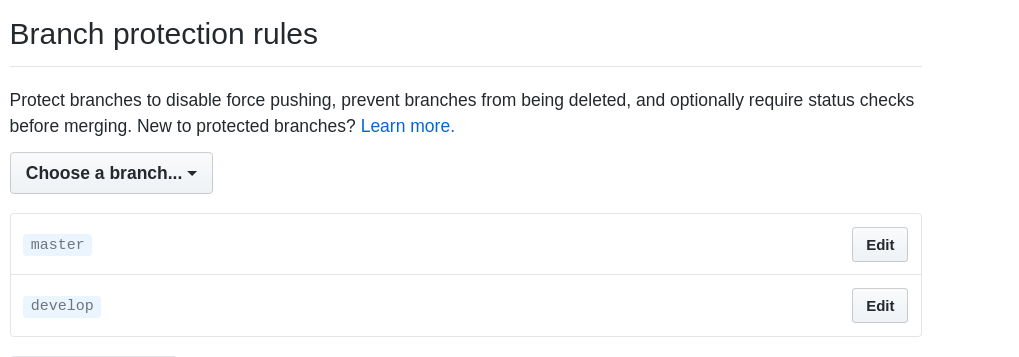 Branch protection rules
Protect branches to disable force pushing, prevent branches from being deleted, and optionally require status checks
before merging. New to protected branches? Learn more.
Choose a branch...
master Edit
develop Edit